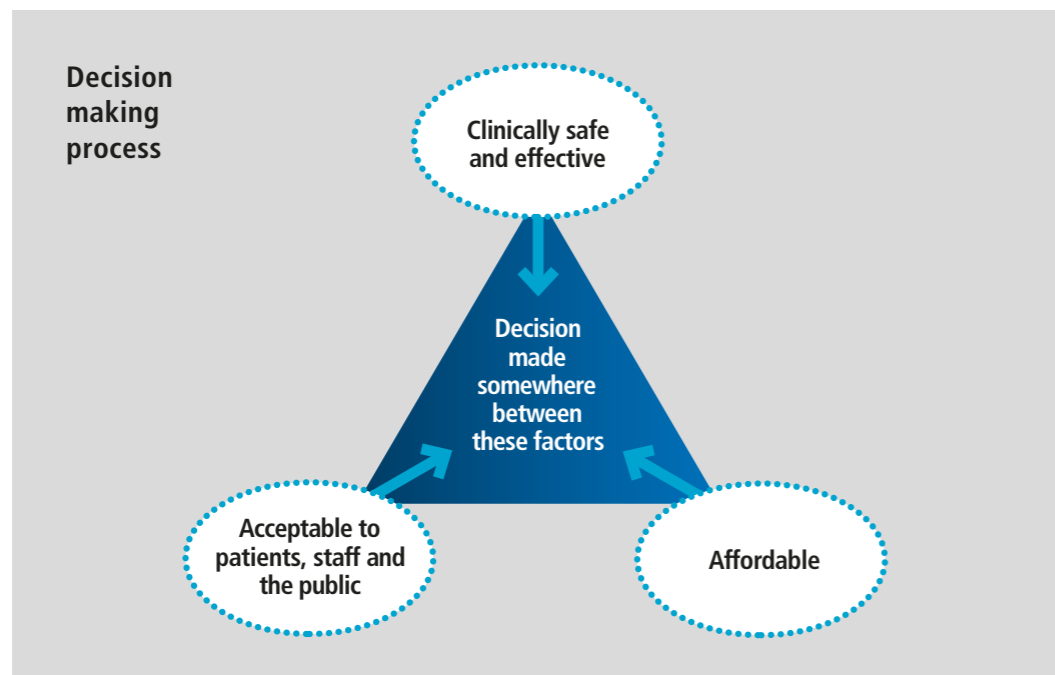 Decision
making
process
Clinically safe
and effective
Decision
made
somewhere
between
these factors
Acceptable to
patients, staff and
the public
Affordable